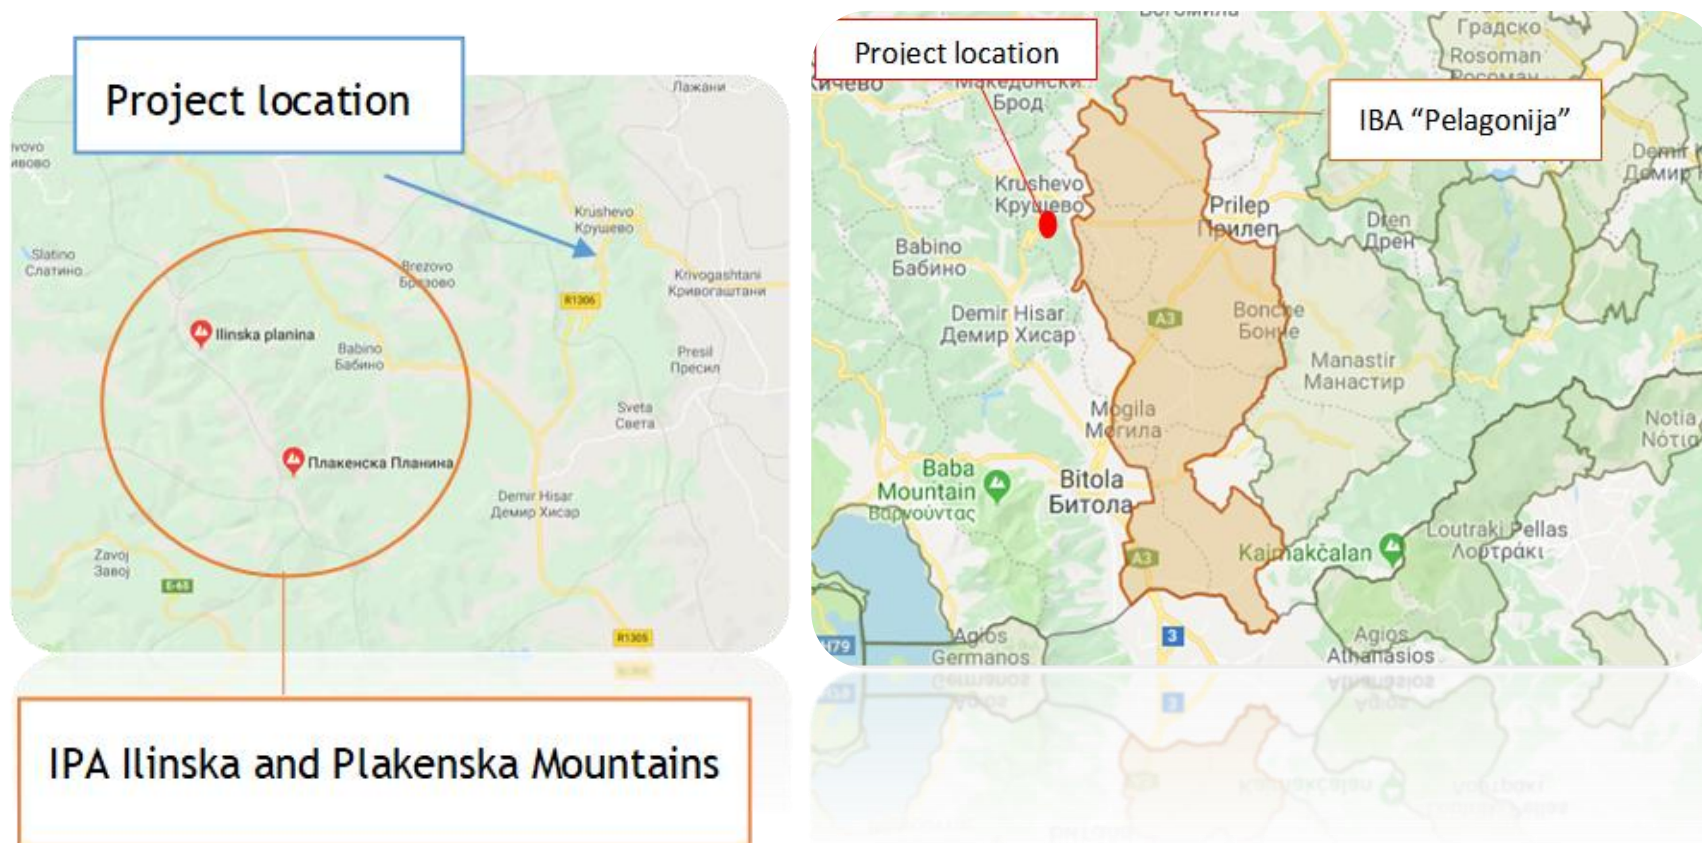 Project location
Лажани
Krushevo
Крушево
Slatino
Слатино
Brezovo
Брезово
Krivogashtani
Кривогаштани
R1306
Ilinska planina
Babino
Бабино
Presil
Пресил
Sveta
Света
Плакенска Планина
Demir Hisar
Демир Хисар
Zavoj
Завој
E-65
R1305
IPA Ilinska and Plakenska Mountains
Project location
Градско
Rosoman
Брод
IBA “Pelagonija”
Krushevo
Крушево
Prilep
Прилеп
Dren
Дрен
Babino
Бабино
Demir Hisar
Демир Хисар
A3
Bonche
Бонче
Manastir
Манастир
Mogila
Могила
Notia
Baba
Mountain
Βαρνούντας
Bitola
Битола
Loutraki Pellas
Λουτράκι
A3
Kajmakčalan
3
Agios
Germanos
Agios
Athanasios